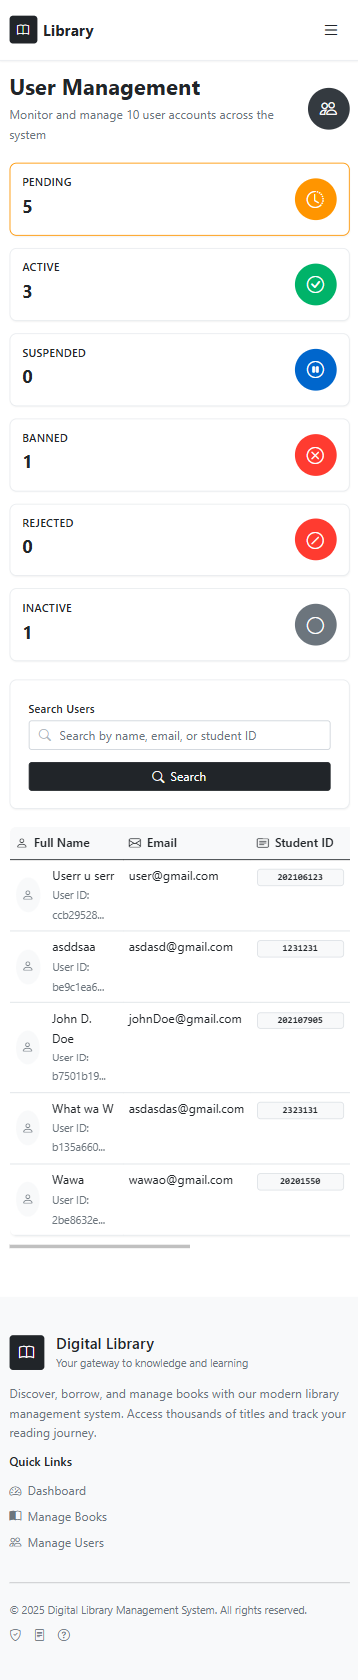 Library
User Management
Monitor and manage 10 user accounts across the
system
PENDING
5
ACTIVE
3
SUSPENDED
0
BANNED
1
REJECTED
0
INACTIVE
1
Search Users
Search by name, email, or student ID
Search
Full Name Email Student ID
Userr u serr user@gmail.com 202106123
User ID:
ccb29528...
asddsaa asdasd@gmail.com 1231231
User ID:
be9c1ea6...
John D. johnDoe@gmail.com 202107905
Doe
User ID:
b7501b19...
What wa W asdasdas@gmail.com 2323131
User ID:
b135a660...
Wawa wawao@gmail.com 20201550
User ID:
2be8632e...
Digital Library
Your gateway to knowledge and learning
Discover, borrow, and manage books with our modern library
management system. Access thousands of titles and track your
reading journey.
Quick Links
Dashboard
Manage Books
Manage Users
© 2025 Digital Library Management System. All rights reserved.